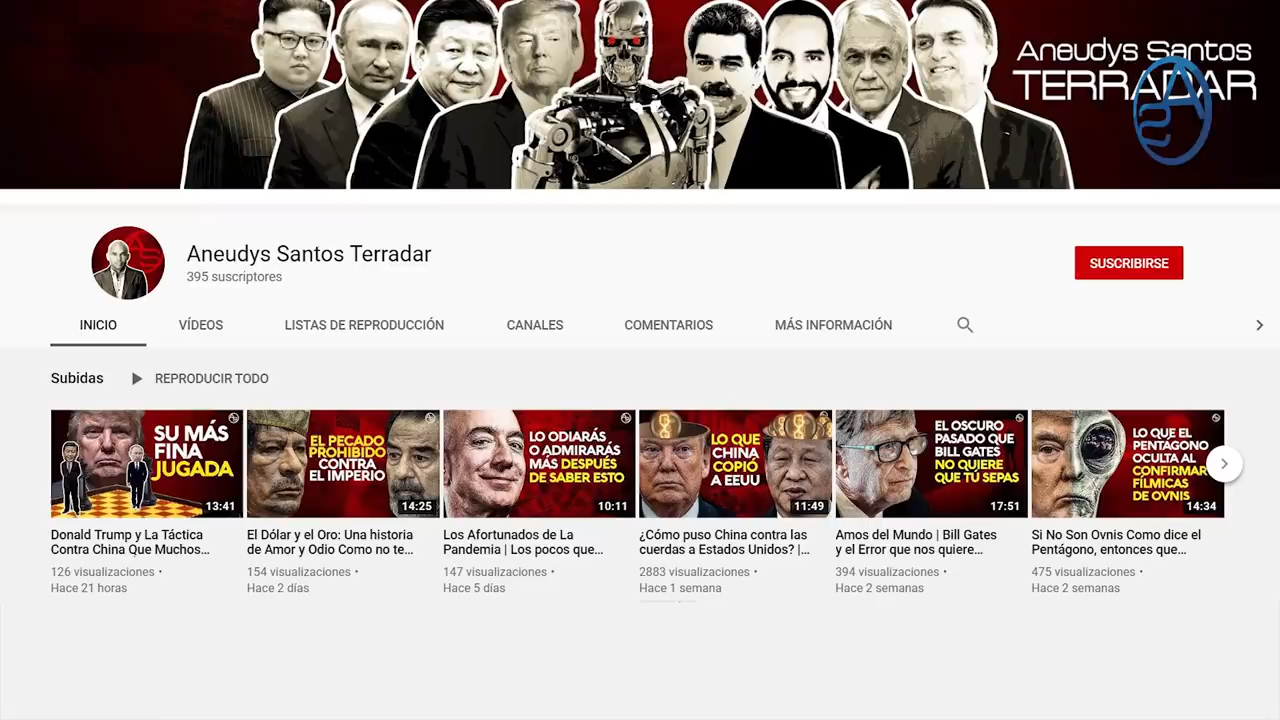 Aneudys Santos
TERRADAR
Aneudys Santos Terradar
395 suscriptores
SUSCRIBIRSE
INICIO
VÍDEOS
LISTAS DE REPRODUCCIÓN
CANALES
COMENTARIOS
MÁS INFORMACIÓN
Subidas
REPRODUCIR TODO
SU MÁS
FINA
JUGADA
13:41
Donald Trump y La Táctica
Contra China Que Muchos...
126 visualizaciones •
Hace 21 horas
EL PECADO
PROHIBIDO
CONTRA
EL IMPERIO
14:25
El Dólar y el Oro: Una historia
de Amor y Odio Como no te...
154 visualizaciones •
Hace 2 días
LO ODIARÁS
O ADMIRARÁS
MÁS DESPUÉS
DE SABER ESTO
10:11
Los Afortunados de La
Pandemia | Los pocos que...
147 visualizaciones •
Hace 5 días
LO QUE
CHINA
COPIÓ
A EEUU
11:49
¿Cómo puso China contra las
cuerdas a Estados Unidos? |...
2883 visualizaciones •
Hace 1 semana
EL OSCURO
PASADO QUE
BILL GATES
NO QUIERE
QUE TÚ SEPAS
17:51
Amos del Mundo | Bill Gates
y el Error que nos quiere...
394 visualizaciones •
Hace 2 semanas
LO QUE EL
PENTÁGONO
OCULTA AL
CONFIRMAR
FÍLMICAS
DE OVNIS
14:34
Si No Son Ovnis Como dice el
Pentágono, entonces que...
475 visualizaciones •
Hace 2 semanas